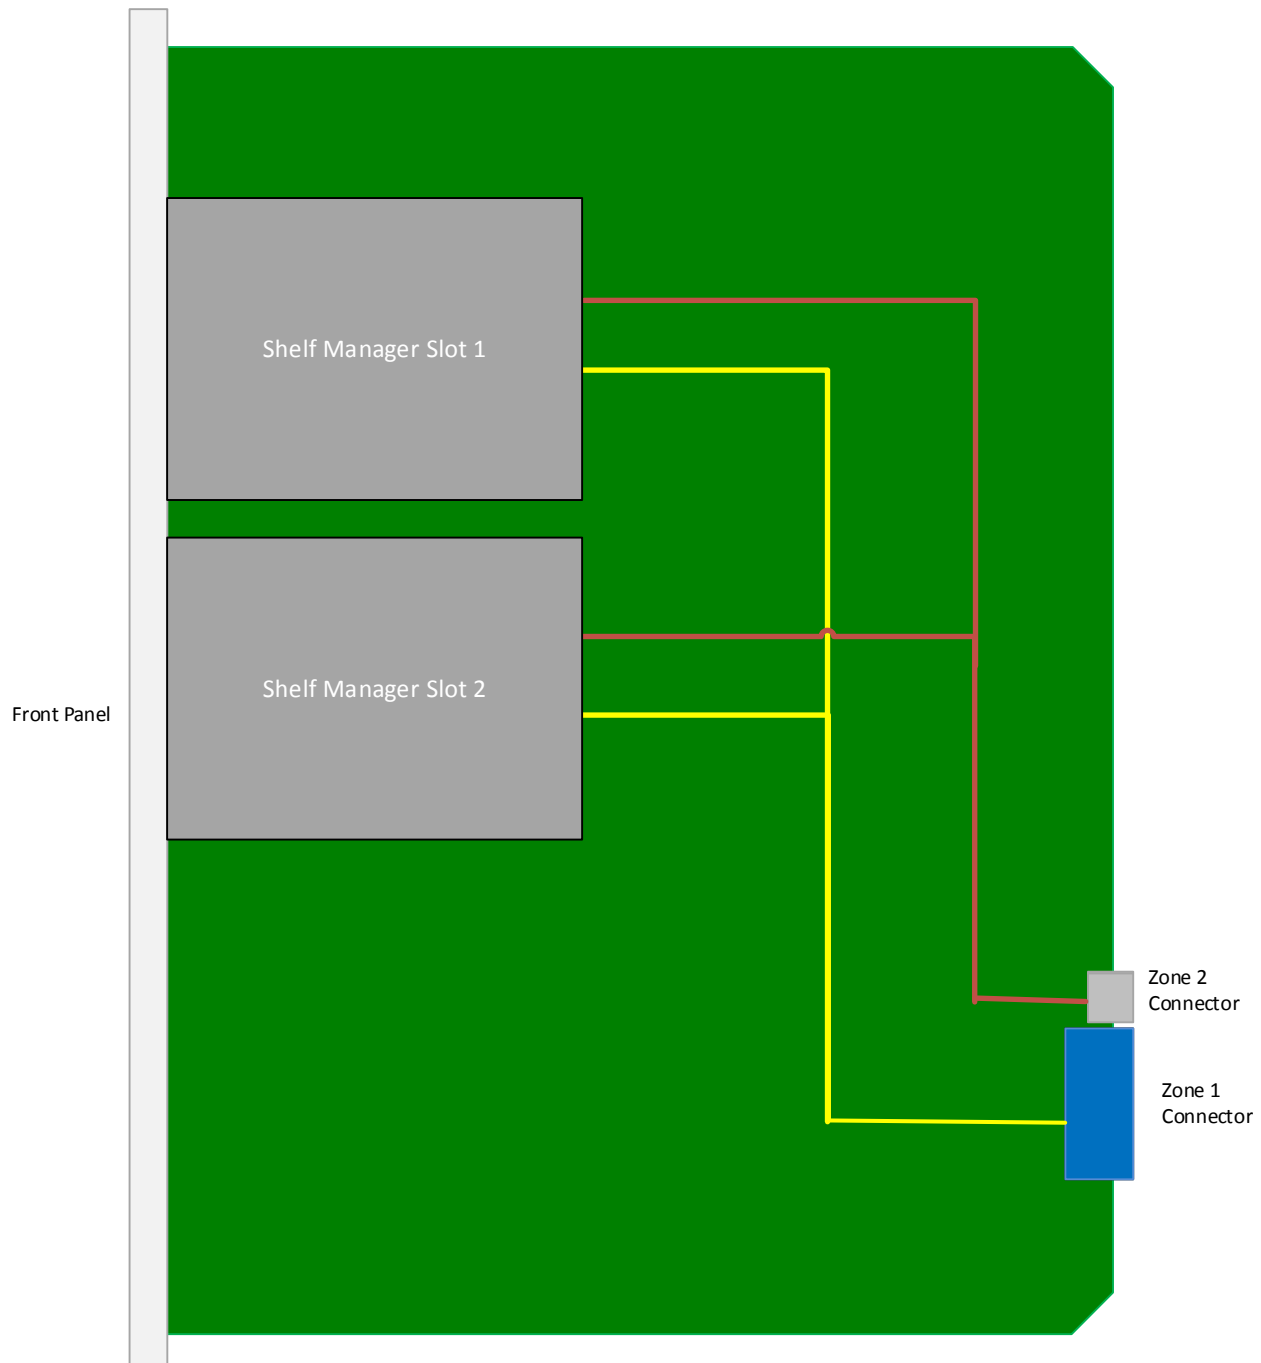 Shelf Manager Slot 1
Shelf Manager Slot 2
Front Panel
Zone 2
Connector
Zone 1
Connector